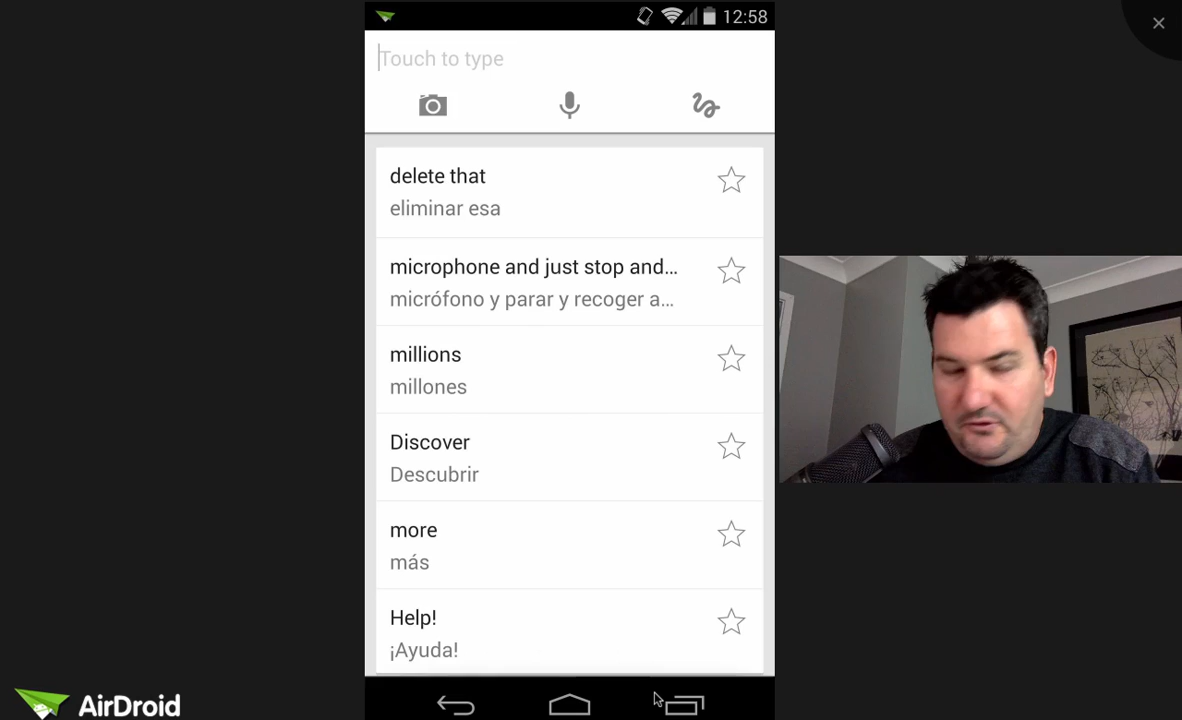 12:58
Touch to type
delete that
eliminar esa
microphone and just stop and...
micrófono y parar y recoger a...
millions
millones
Discover
Descubrir
more
más
Help!
¡Ayuda!
AirDroid